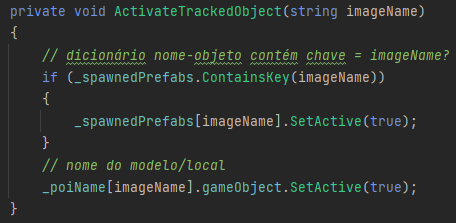 private void ActivateTrackedObject(string imageName)
{
// dicionário nome-objeto contém chave = imageName?
if (_spawnedPrefabs.ContainsKey(imageName))
{
_spawnedPrefabs[imageName].SetActive(true);
}
// nome do modelo/local
_poiName[imageName].gameObject.SetActive(true);
}